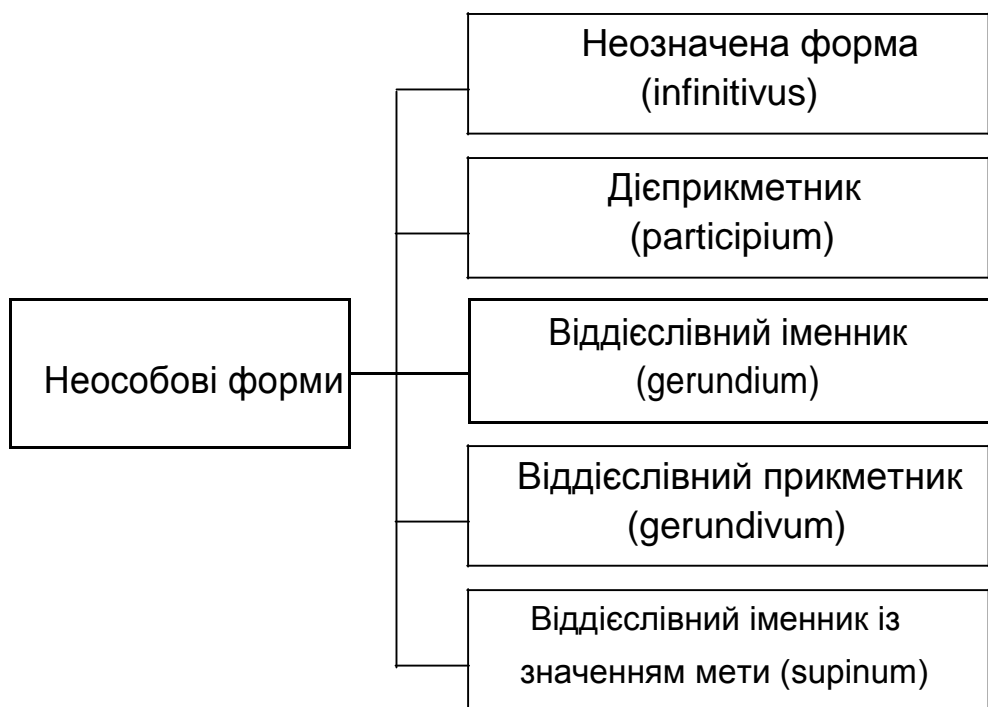 Неозначена форма
(infinitivus)
Дієприкметник
(participium)
Неособові форми
Віддієслівний іменник
(gerundium)
Віддієслівний прикметник
(gerundivum)
Віддієслівний іменник із
значенням мети (supinum)